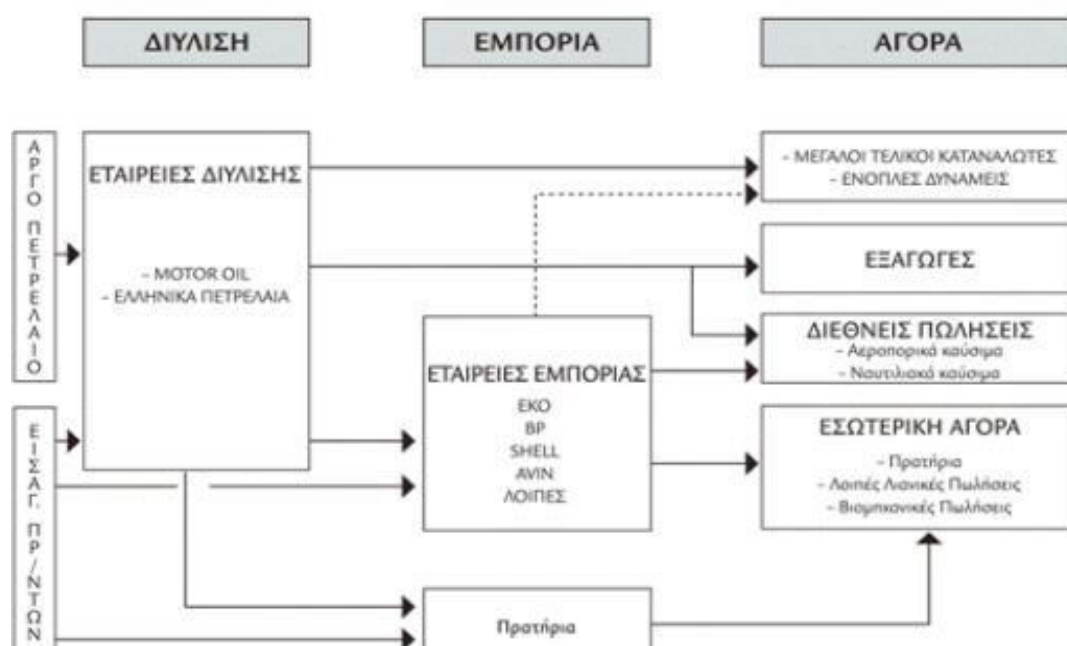 ΔΙΥΛΙΣΗ
ΕΜΠΟΡΙΑ
ΑΓΟΡΑ
ΑΡΓΟ ΠΕΤΡΕΛΑΙΟ
ΕΤΑΙΡΕΙΕΣ ΔΙΥΛΙΣΗΣ
– MOTOR OIL
– ΕΛΛΗΝΙΚΑ ΠΕΤΡΕΛΑΙΑ
– ΜΕΓΑΛΟΙ ΤΕΛΙΚΟΙ ΚΑΤΑΝΑΛΩΤΕΣ
– ΕΝΟΠΛΕΣ ΔΥΝΑΜΕΙΣ
ΕΞΑΓΩΓΕΣ
ΔΙΕΘΝΕΙΣ ΠΩΛΗΣΕΙΣ
– Αεροπορικά καύσιμα
– Ναυτιλιακά καύσιμα
ΕΙΣΑΓ. ΠΡ/ΝΤΩΝ
ΕΤΑΙΡΕΙΕΣ ΕΜΠΟΡΙΑΣ
ΕΚΟ
BP
SHELL
AVIN
ΛΟΙΠΕΣ
ΕΣΩΤΕΡΙΚΗ ΑΓΟΡΑ
– Πρατήρια
– Λοιπές Λιανικές Πωλήσεις
– Βιομηχανικές Πωλήσεις
Πρατήρια